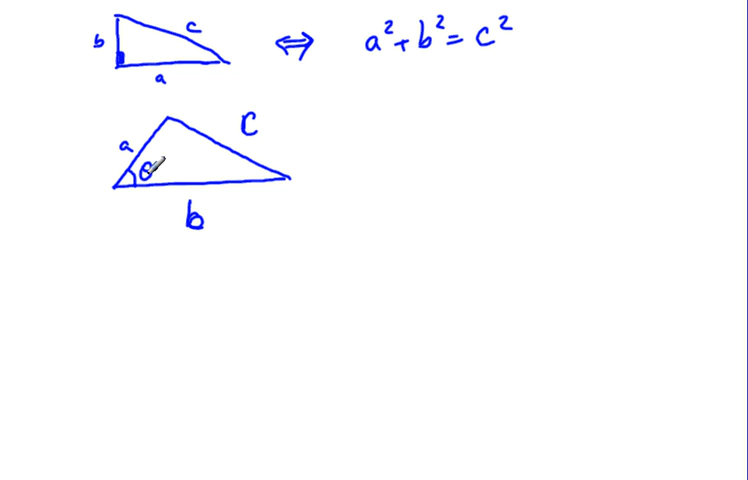 b
c
a
⇔ a² + b² = c²
a
c
θ
b